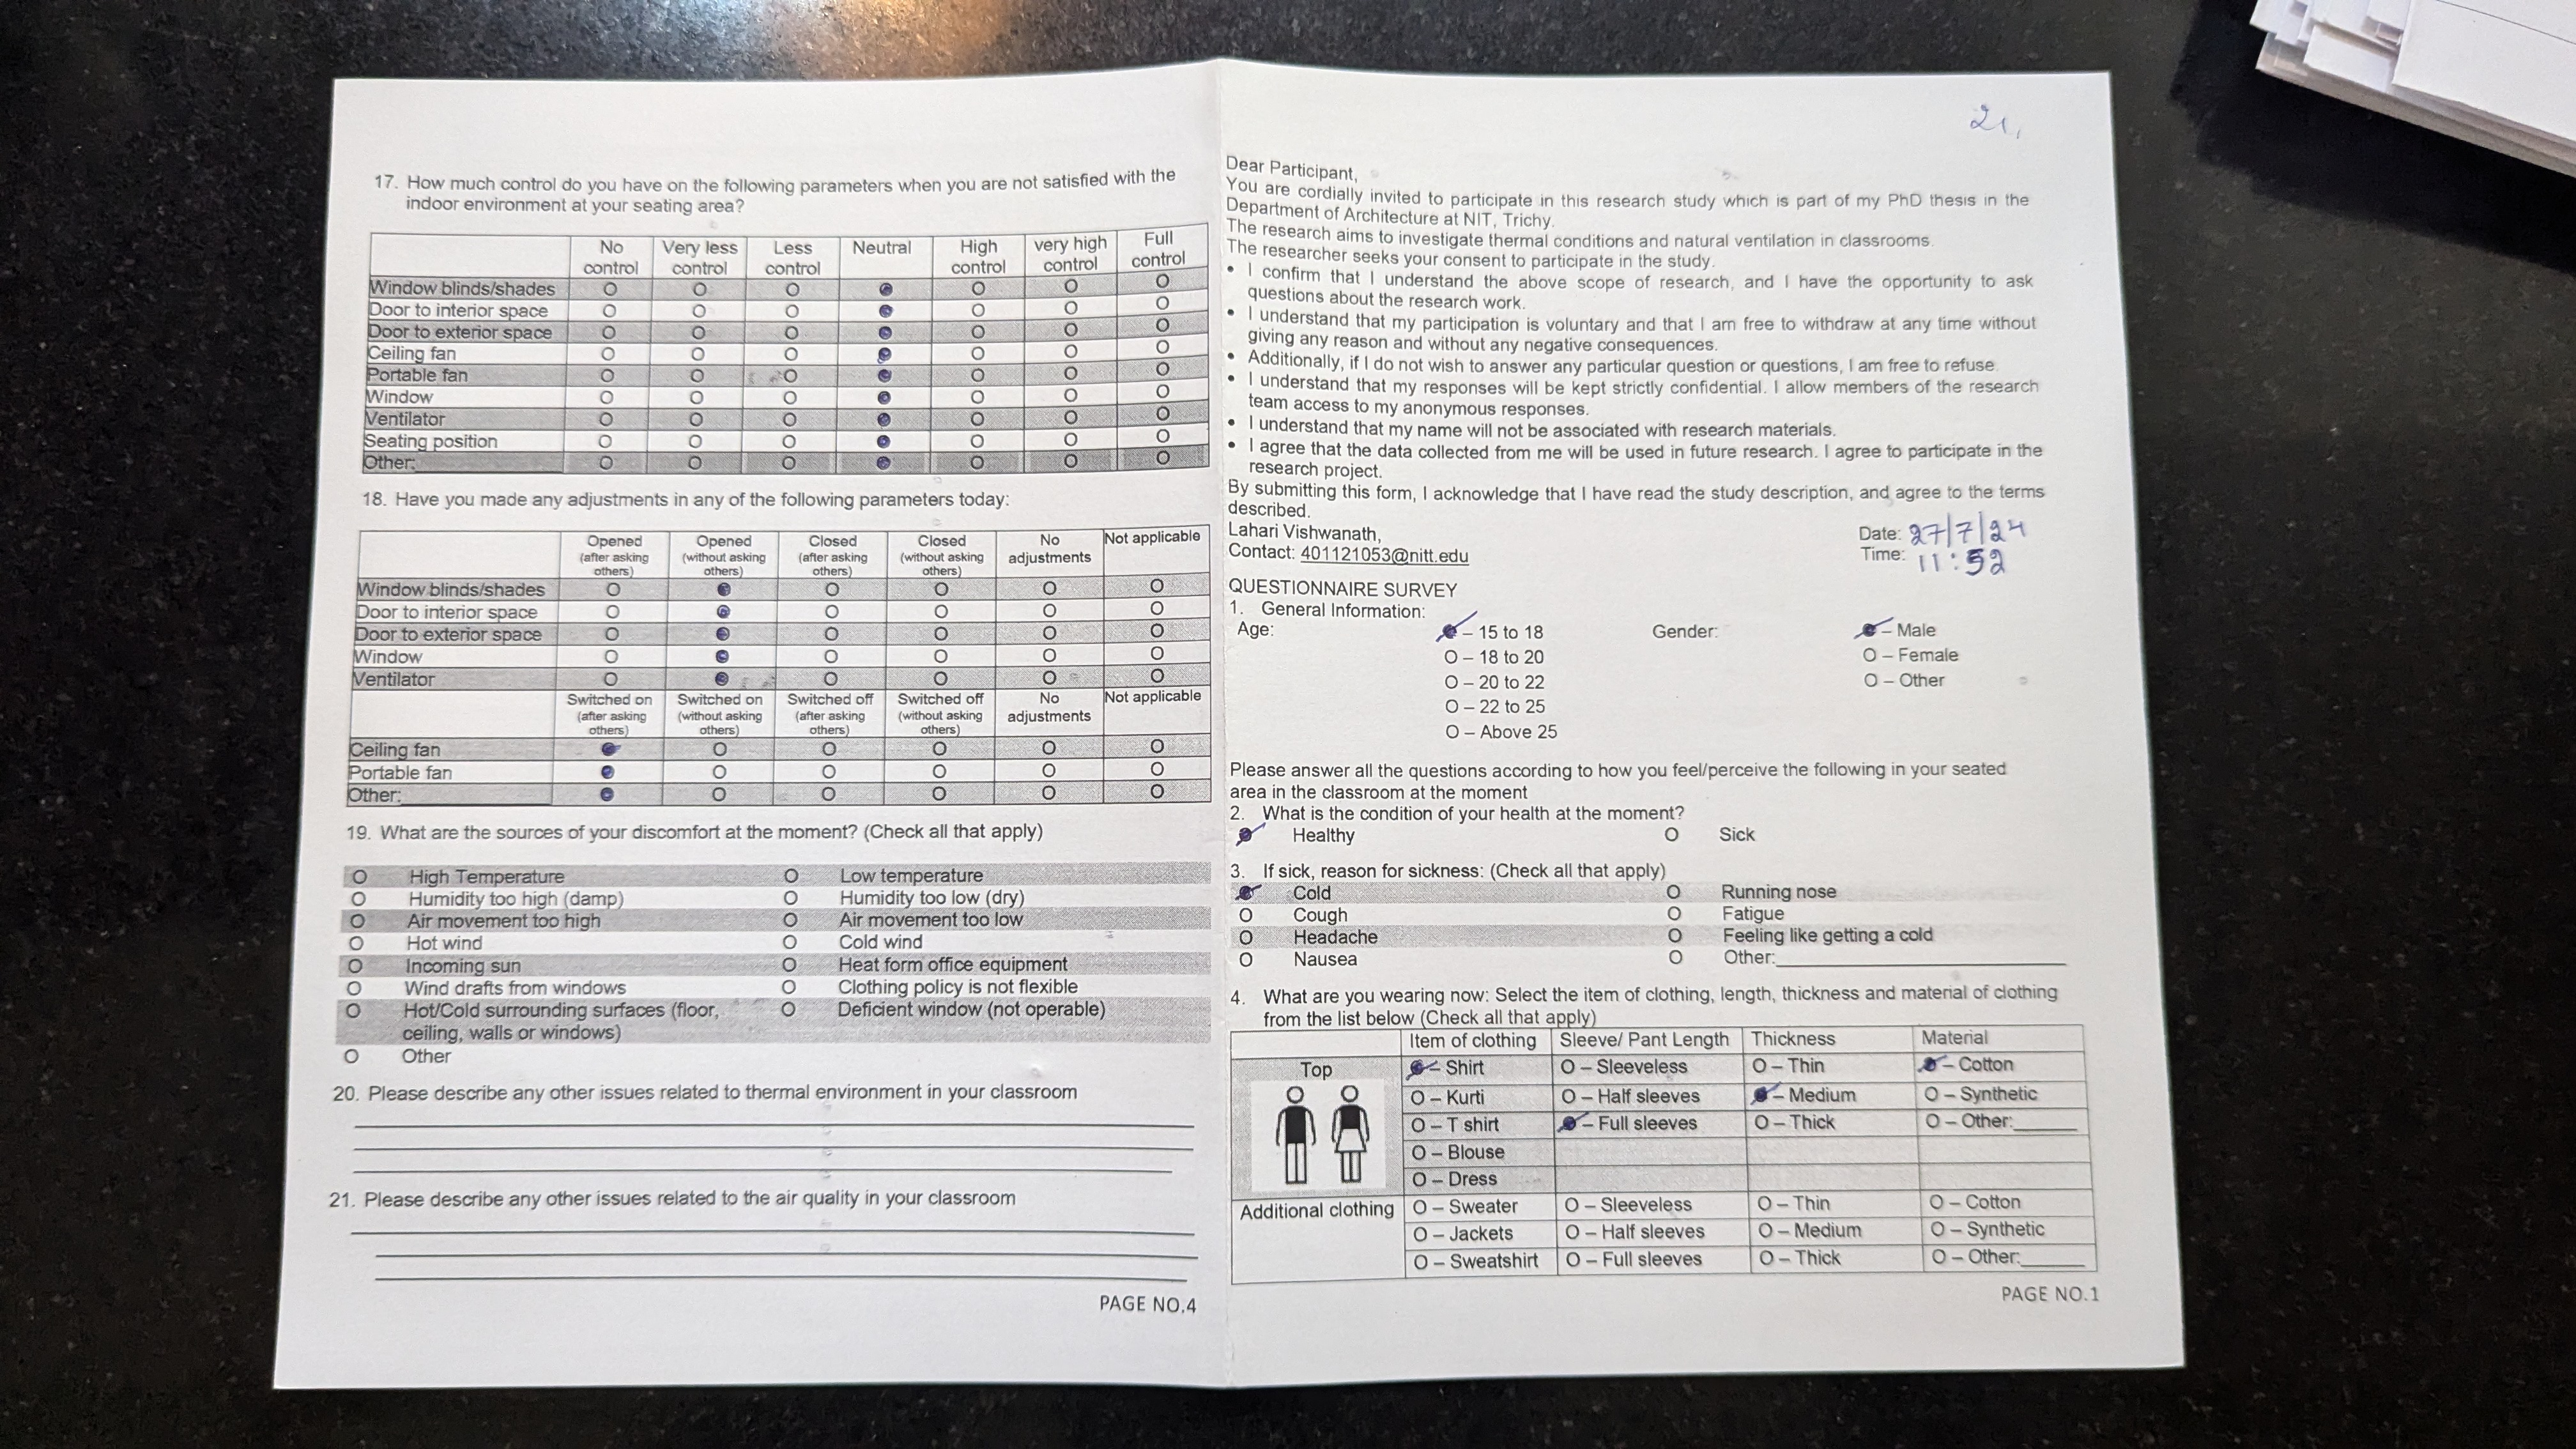 17. How much control do you have on the following parameters when you are not satisfied with the
indoor environment at your seating area?
No control Very less control Less control Neutral High control very high control Full control
Window blinds/shades O O O ● O O O
Door to interior space O O O ● O O O
Door to exterior space O O O ● O O O
Ceiling fan O O O ● O O O
Portable fan O O O ● O O O
Window O O O ● O O O
Ventilator O O O ● O O O
Seating position O O O ● O O O
Other: O O O ● O O O
18. Have you made any adjustments in any of the following parameters today:
Opened (after asking others) Opened (without asking others) Closed (after asking others) Closed (without asking others) No adjustments Not applicable
Window blinds/shades O ● O O O O
Door to interior space O ● O O O O
Door to exterior space O ● O O O O
Window O ● O O O O
Ventilator O ● O O O O
Switched on (after asking others) Switched on (without asking others) Switched off (after asking others) Switched off (without asking others) No adjustments Not applicable
Ceiling fan ● O O O O O
Portable fan ● O O O O O
Other: ● O O O O O
19. What are the sources of your discomfort at the moment? (Check all that apply)
O High Temperature O Low temperature
O Humidity too high (damp) O Humidity too low (dry)
O Air movement too high O Air movement too low
O Hot wind O Cold wind
O Incoming sun O Heat form office equipment
O Wind drafts from windows O Clothing policy is not flexible
O Hot/Cold surrounding surfaces (floor, O Deficient window (not operable)
ceiling, walls or windows)
O Other
20. Please describe any other issues related to thermal environment in your classroom
21. Please describe any other issues related to the air quality in your classroom
PAGE NO.4
21,
Dear Participant,
You are cordially invited to participate in this research study which is part of my PhD thesis in the
Department of Architecture at NIT, Trichy.
The research aims to investigate thermal conditions and natural ventilation in classrooms.
The researcher seeks your consent to participate in the study.
• I confirm that I understand the above scope of research, and I have the opportunity to ask
questions about the research work.
• I understand that my participation is voluntary and that I am free to withdraw at any time without
giving any reason and without any negative consequences.
• Additionally, if I do not wish to answer any particular question or questions, I am free to refuse.
• I understand that my responses will be kept strictly confidential. I allow members of the research
team access to my anonymous responses.
• I understand that my name will not be associated with research materials.
• I agree that the data collected from me will be used in future research. I agree to participate in the
research project.
By submitting this form, I acknowledge that I have read the study description, and agree to the terms
described.
Lahari Vishwanath, Date: 27/7/24
Contact: 401121053@nitt.edu Time: 11:52
QUESTIONNAIRE SURVEY
1. General Information:
Age: ● – 15 to 18 Gender: ● – Male
O – 18 to 20 O – Female
O – 20 to 22 O – Other
O – 22 to 25
O – Above 25
Please answer all the questions according to how you feel/perceive the following in your seated
area in the classroom at the moment
2. What is the condition of your health at the moment?
● Healthy O Sick
3. If sick, reason for sickness: (Check all that apply)
● Cold O Running nose
O Cough O Fatigue
O Headache O Feeling like getting a cold
O Nausea O Other:
4. What are you wearing now: Select the item of clothing, length, thickness and material of clothing
from the list below (Check all that apply)
Item of clothing Sleeve/ Pant Length Thickness Material
Top ● – Shirt O – Sleeveless O – Thin ● – Cotton
O – Kurti O – Half sleeves ● – Medium O – Synthetic
O – T shirt ● – Full sleeves O – Thick O – Other:
O – Blouse
O – Dress
Additional clothing O – Sweater O – Sleeveless O – Thin O – Cotton
O – Jackets O – Half sleeves O – Medium O – Synthetic
O – Sweatshirt O – Full sleeves O – Thick O – Other:
PAGE NO.1